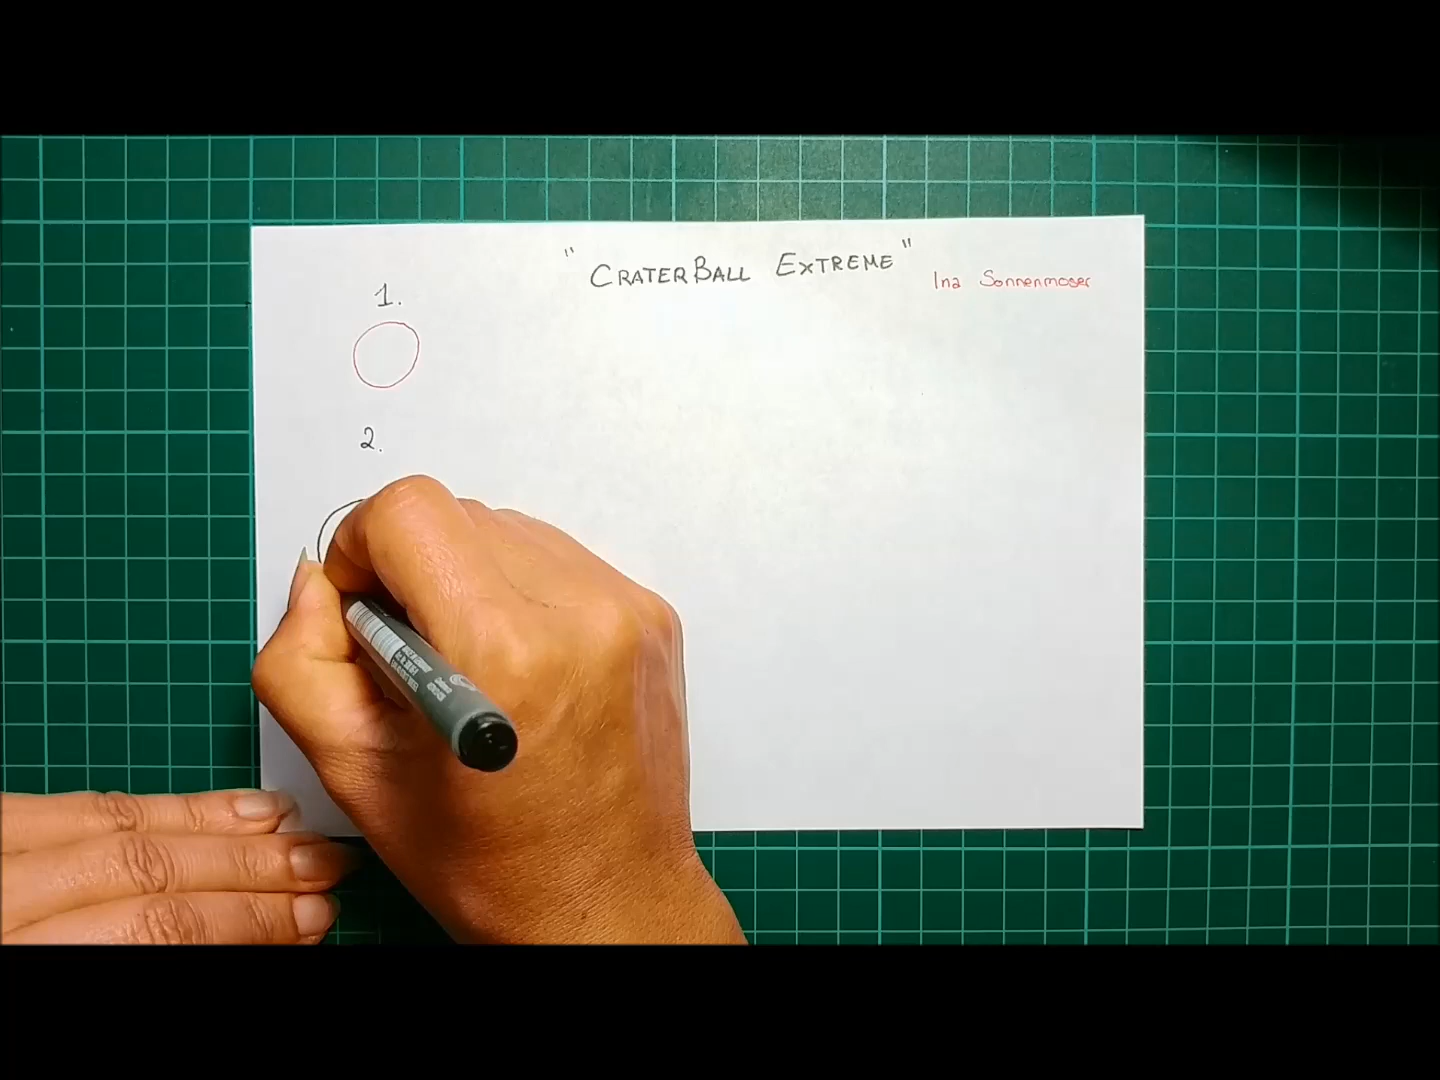 " CRATERBALL EXTREME "
Ina Sonnenmoser
1.
2.